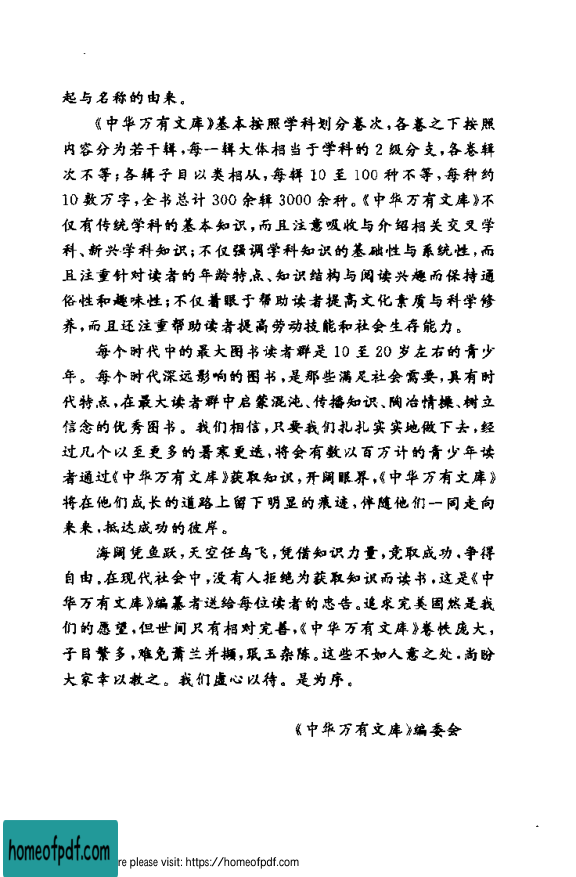 起与名称的由来。
《中华万有文库》基本按照学科划分卷次,各卷之下按照
内容分为若干辑,每一辑大体相当于学科的 2 级分支,各卷辑
次不等;各辑子目以类相从,每辑 10 至 100 种不等,每种约
10 数万字,全书总计 300 余辑 3000 余种。《中华万有文库》不
仅有传统学科的基本知识,而且注意吸收与介绍相关交叉学
科、新兴学科知识;不仅强调学科知识的基础性与系统性,而
且注重针对读者的年龄特点、知识结构与阅读兴趣而保持通
俗性和趣味性;不仅着眼于帮助读者提高文化素质与科学修
养,而且还注重帮助读者提高劳动技能和社会生存能力。
每个时代中的最大图书读者群是 10 至 20 岁左右的青少
年。每个时代深远影响的图书,是那些满足社会需要,具有时
代特点,在最大读者群中启蒙混沌、传播知识、陶冶情操、树立
信念的优秀图书。我们相信,只要我们扎扎实实地做下去,经
过几个以至更多的暑寒更迭,将会有数以百万计的青少年读
者通过《中华万有文库》获取知识,开阔眼界,《中华万有文库》
将在他们成长的道路上留下明显的痕迹,伴随他们一同走向
未来,抵达成功的彼岸。
海阔凭鱼跃,天空任鸟飞,凭借知识力量,竞取成功,争得
自由。在现代社会中,没有人拒绝为获取知识而读书,这是《中
华万有文库》编纂者送给每位读者的忠告。追求完美固然是我
们的愿望,但世间只有相对完善,《中华万有文库》卷帙庞大,
子目繁多,难免萧兰并撷,珉玉杂陈。这些不如人意之处,尚盼
大家幸以教之。我们虚心以待。是为序。
《中华万有文库》编委会
homeofpdf.com
re please visit: https://homeofpdf.com